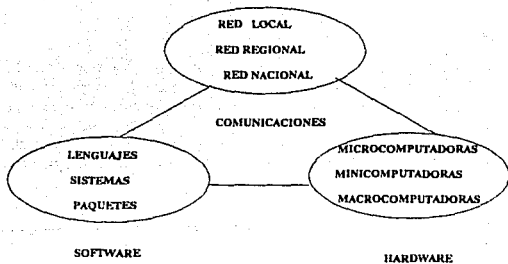 RED LOCAL
RED REGIONAL
RED NACIONAL
COMUNICACIONES
LENGUAJES
SISTEMAS
PAQUETES
MICROCOMPUTADORAS
MINICOMPUTADORAS
MACROCOMPUTADORAS
SOFTWARE
HARDWARE